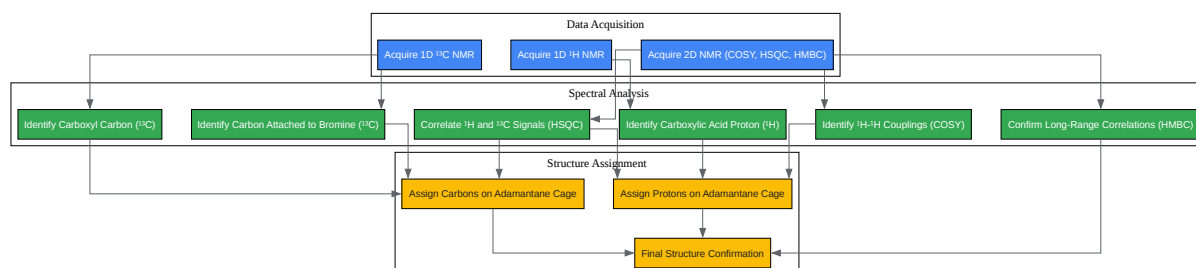 Data Acquisition
Acquire 1D ¹³C NMR
Acquire 1D ¹H NMR
Acquire 2D NMR (COSY, HSQC, HMBC)
Spectral Analysis
Identify Carboxyl Carbon (¹³C)
Identify Carbon Attached to Bromine (¹³C)
Correlate ¹H and ¹³C Signals (HSQC)
Identify Carboxylic Acid Proton (¹H)
Identify ¹H-¹H Couplings (COSY)
Confirm Long-Range Correlations (HMBC)
Structure Assignment
Assign Carbons on Adamantane Cage
Assign Protons on Adamantane Cage
Final Structure Confirmation